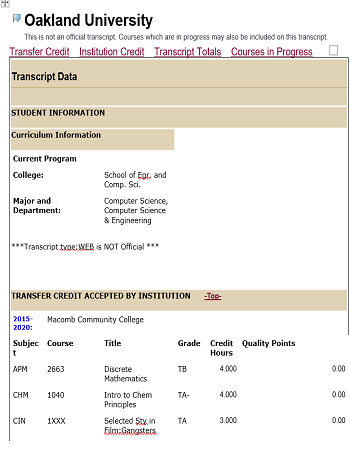 Oakland University
This is not an official transcript. Courses which are in progress may also be included on this transcript.
Transfer Credit Institution Credit Transcript Totals Courses in Progress
Transcript Data
STUDENT INFORMATION
Curriculum Information
Current Program
College: School of Egr. and
Comp. Sci.
Major and Computer Science,
Department: Computer Science
& Engineering
***Transcript type:WEB is NOT Official ***
TRANSFER CREDIT ACCEPTED BY INSTITUTION -Top-
2015- Macomb Community College
2020:
Subjec Course Title Grade Credit Quality Points
t Hours
APM 2663 Discrete TB 4.000 0.00
Mathematics
CHM 1040 Intro to Chem TA- 4.000 0.00
Principles
CIN 1XXX Selected Sty.in TA 3.000 0.00
Film:Gangsters